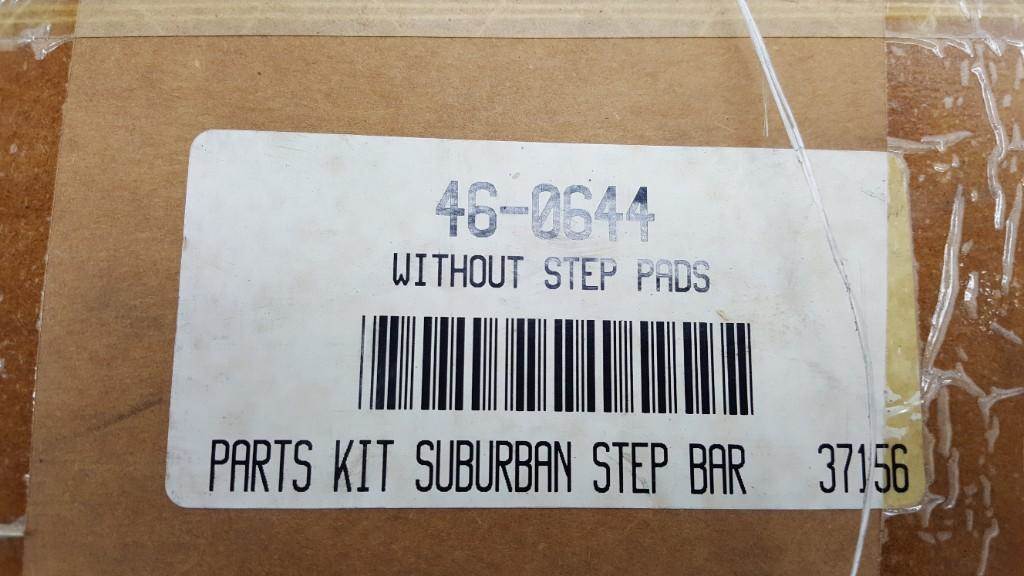 46-0644
WITHOUT STEP PADS
PARTS KIT SUBURBAN STEP BAR 37156